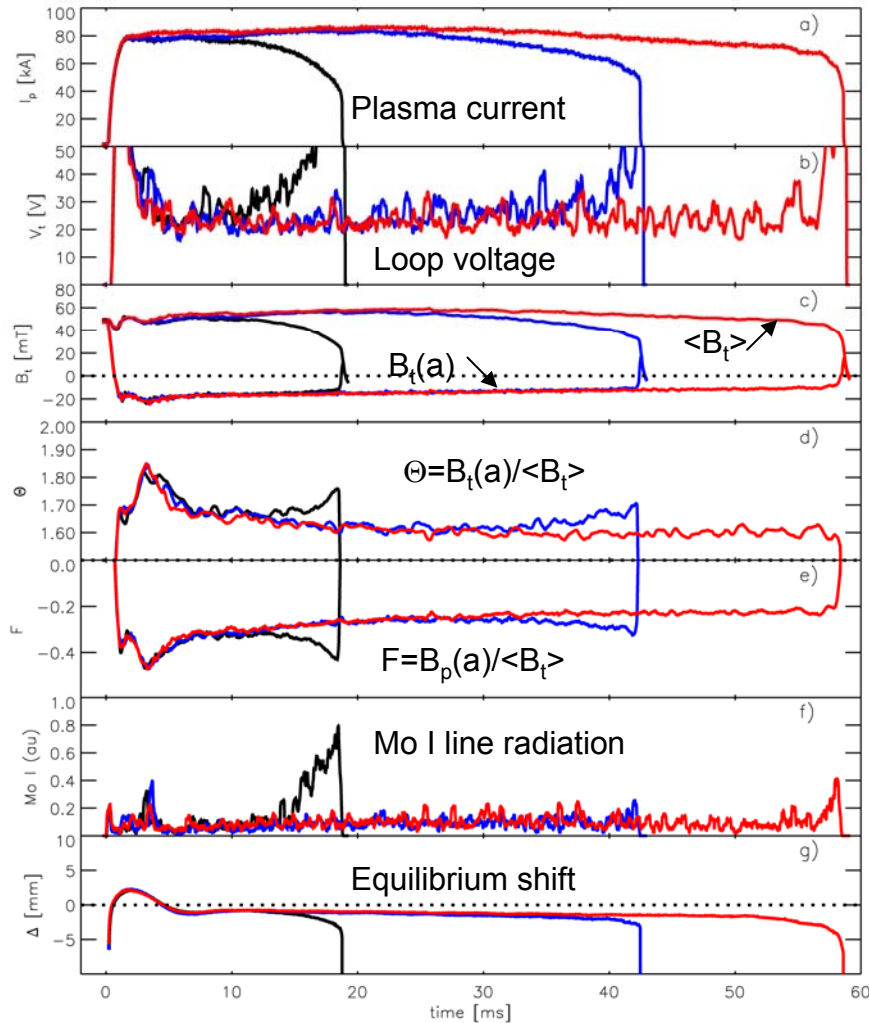 a)
100
80
60
40
20
I_p [kA]
Plasma current
b)
50
40
30
20
10
V_t [V]
Loop voltage
c)
80
60
40
20
0
-20
B_t [mT]
B_t(a)
<B_t>
d)
2.00
1.90
1.80
1.70
1.60
Θ
Θ=B_t(a)/<B_t>
e)
0.0
-0.2
-0.4
F
F=B_p(a)/<B_t>
f)
1.0
0.8
0.6
0.4
0.2
Mo I (au)
Mo I line radiation
g)
10
5
0
-5
Δ [mm]
Equilibrium shift
0 10 20 30 40 50 60
time [ms]